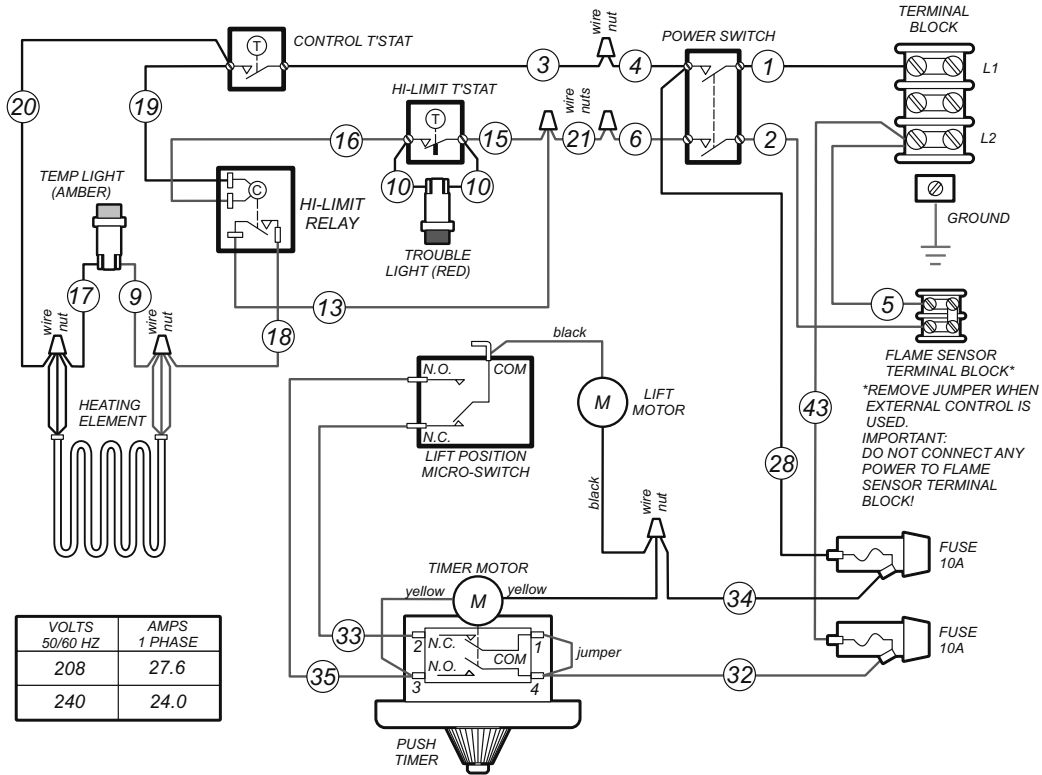 TERMINAL
BLOCK
wire
nut
CONTROL T'STAT
POWER SWITCH
T
3
4
1
L1
HI-LIMIT T'STAT
wire
nuts
20
19
T
16
15
21
6
2
43
L2
TEMP LIGHT
(AMBER)
10
10
C
HI-LIMIT
RELAY
GROUND
TROUBLE
LIGHT (RED)
17
9
13
5
wire
nut
wire
nut
18
black
FLAME SENSOR
TERMINAL BLOCK*
N.O.
COM
*REMOVE JUMPER WHEN
EXTERNAL CONTROL IS
USED.
IMPORTANT:
DO NOT CONNECT ANY
POWER TO FLAME
SENSOR TERMINAL
BLOCK!
M
LIFT
MOTOR
HEATING
ELEMENT
N.C.
LIFT POSITION
MICRO-SWITCH
28
black
wire
nut
FUSE
10A
TIMER MOTOR
yellow
M
yellow
34
VOLTS
50/60 HZ
AMPS
1 PHASE
208
27.6
240
24.0
33
2
N.C.
1
jumper
FUSE
10A
N.O.
COM
35
3
4
32
PUSH
TIMER